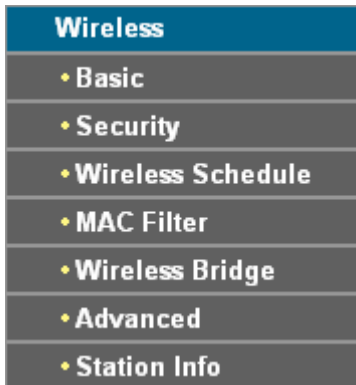 Wireless
• Basic
• Security
• Wireless Schedule
• MAC Filter
• Wireless Bridge
• Advanced
• Station Info